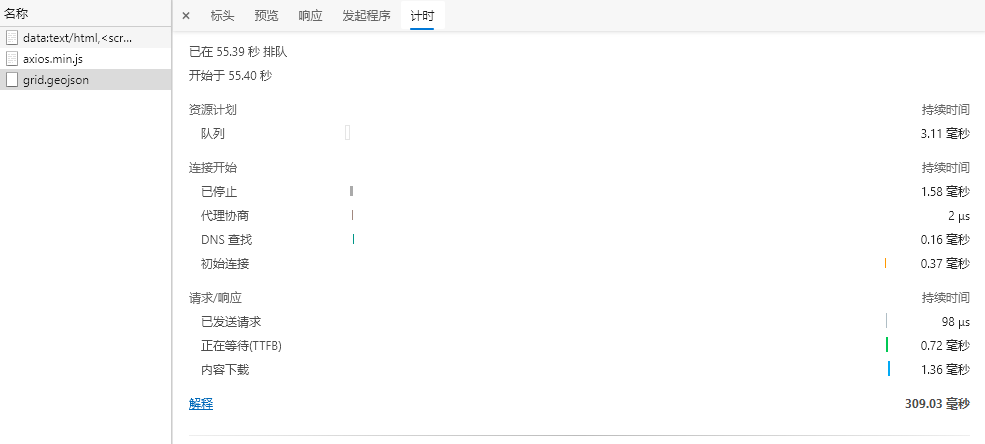 名称
data:text/html,<scr...
axios.min.js
grid.geojson
× 标头 预览 响应 发起程序 计时
已在 55.39 秒 排队
开始于 55.40 秒
资源计划 持续时间
队列 3.11 毫秒
连接开始 持续时间
已停止 1.58 毫秒
代理协商 2 μs
DNS 查找 0.16 毫秒
初始连接 0.37 毫秒
请求/响应 持续时间
已发送请求 98 μs
正在等待(TTFB) 0.72 毫秒
内容下载 1.36 毫秒
解释 309.03 毫秒